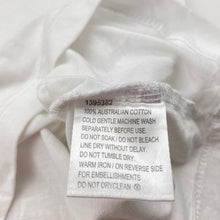 1395382
100% AUSTRALIAN COTTON
COLD GENTLE MACHINE WASH
SEPARATELY BEFORE USE.
DO NOT SOAK / DO NOT BLEACH
LINE DRY WITHOUT DELAY.
DO NOT TUMBLE DRY.
WARM IRON / ON REVERSE SIDE
FOR EMBELLISHMENTS
DO NOT DRYCLEAN